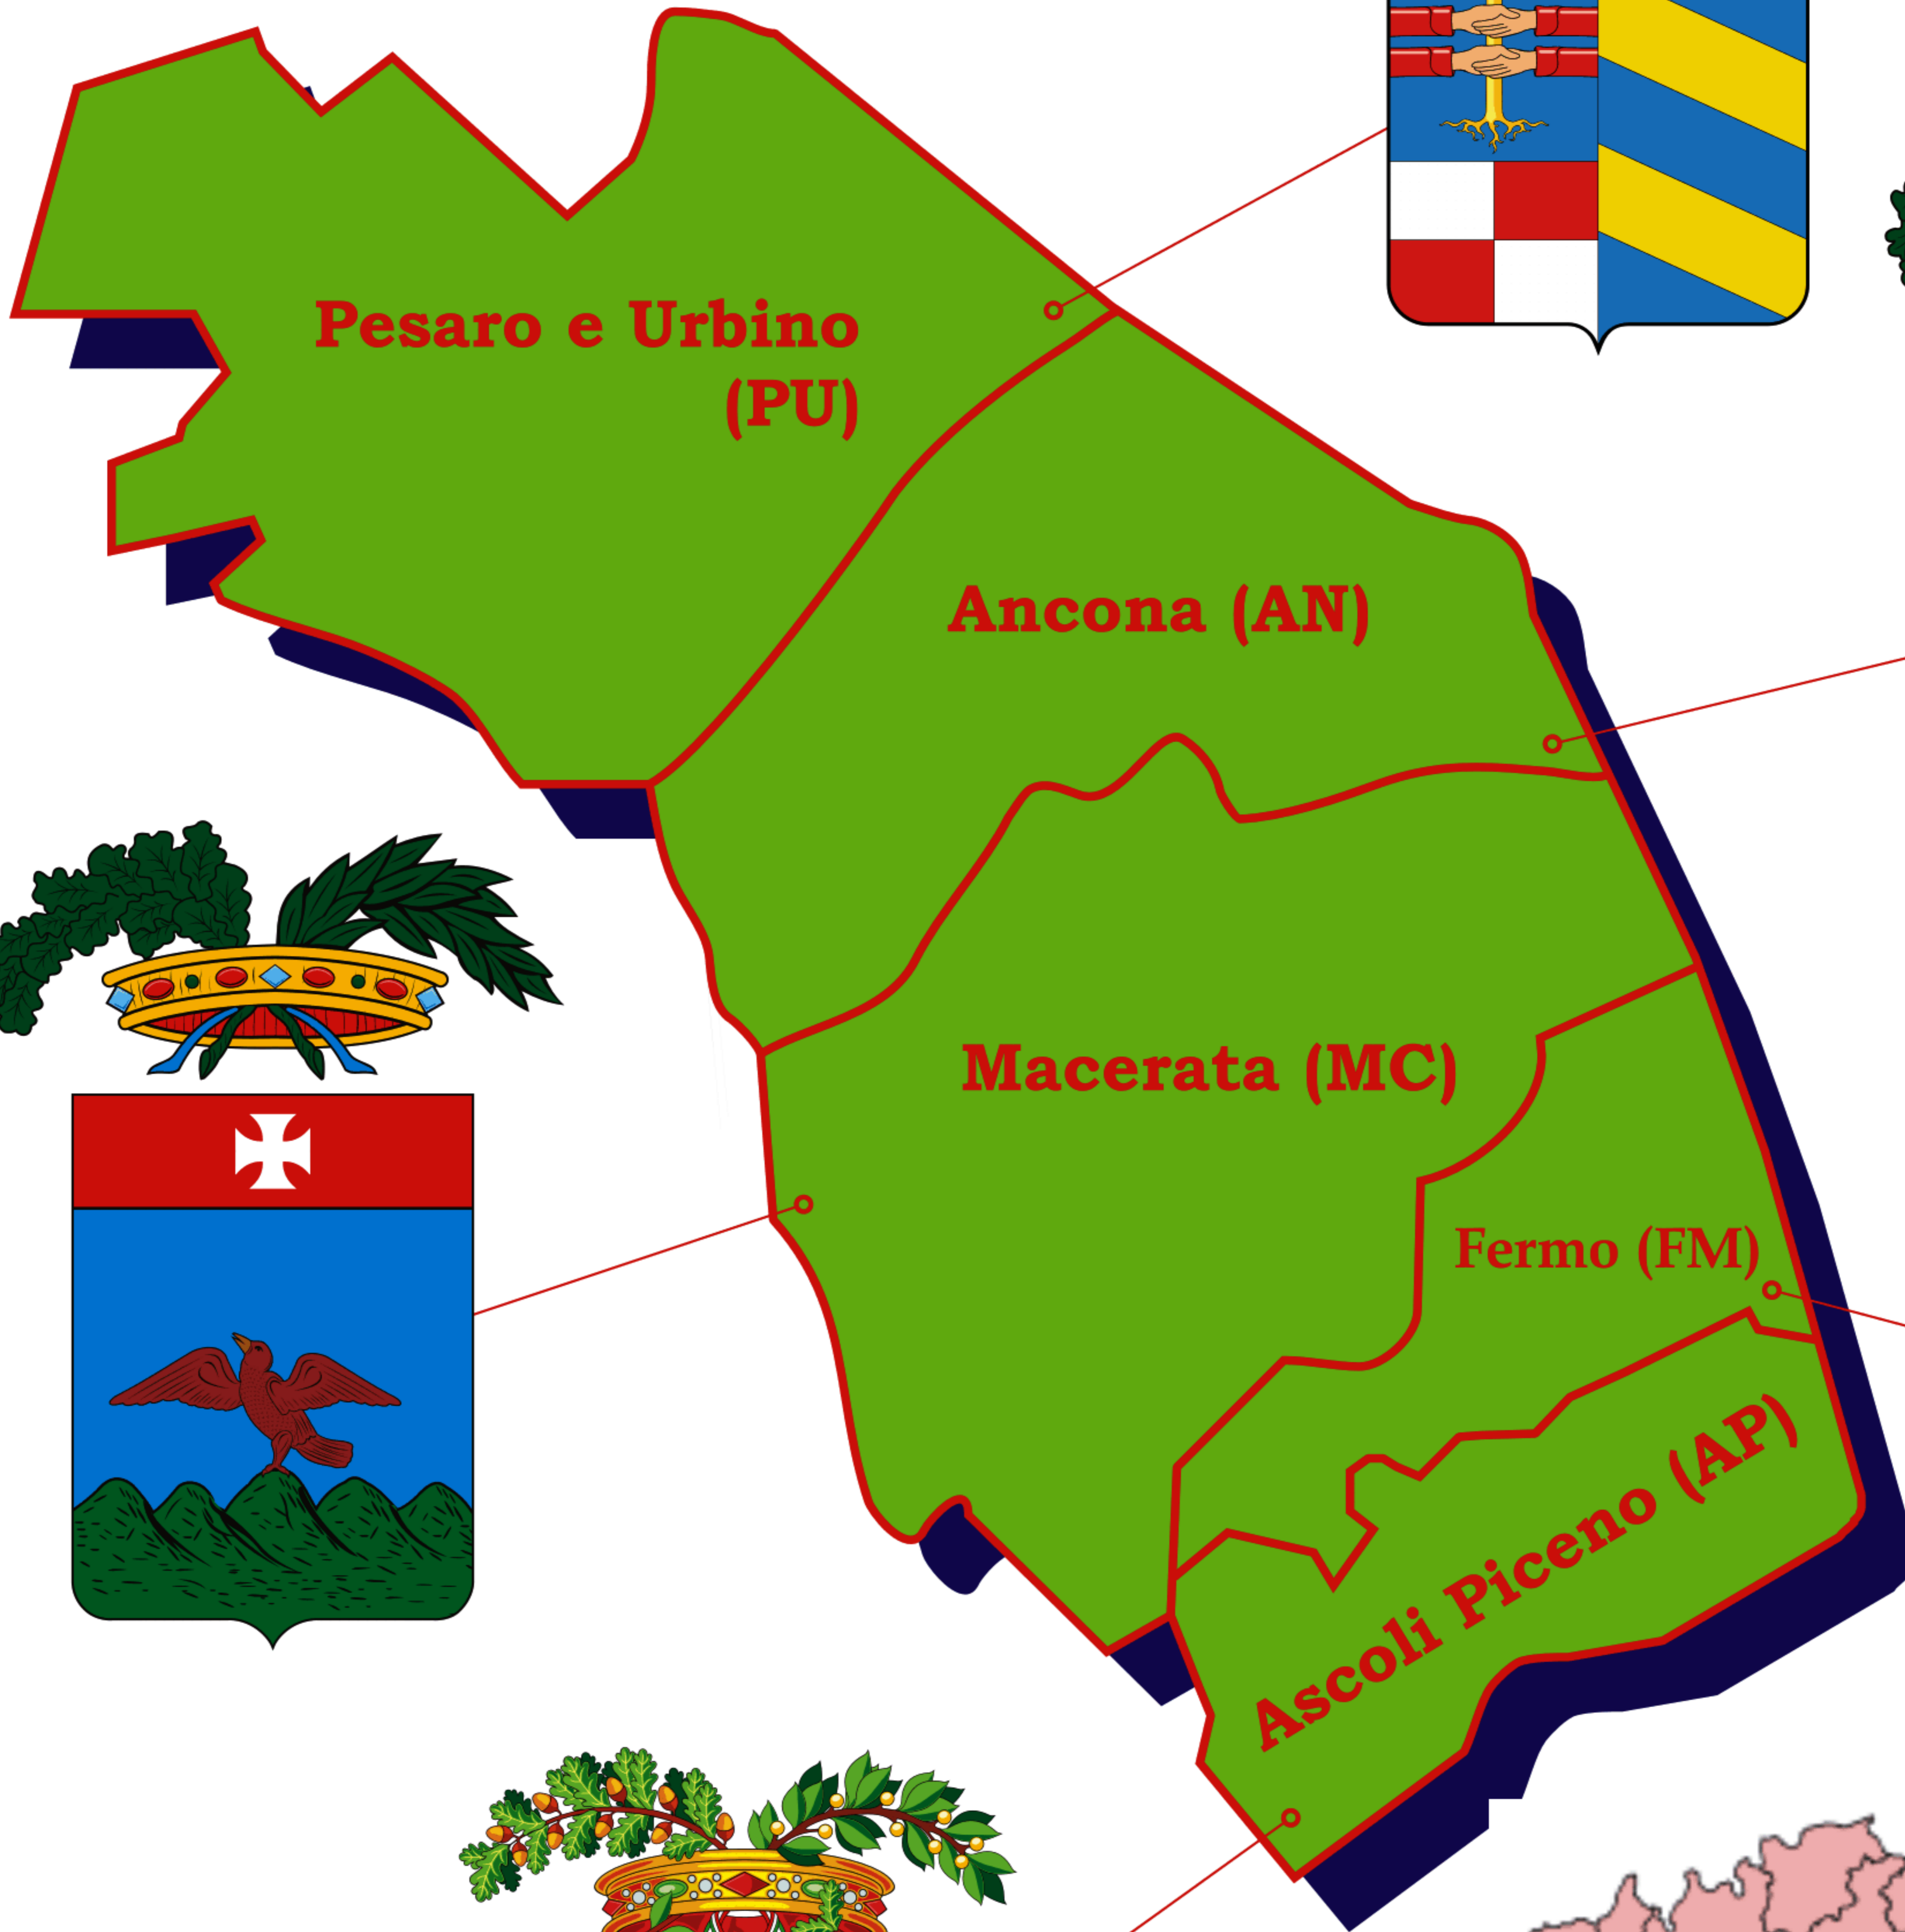 Pesaro e Urbino
(PU)
Ancona (AN)
Macerata (MC)
Fermo (FM)
Ascoli Piceno (AP)